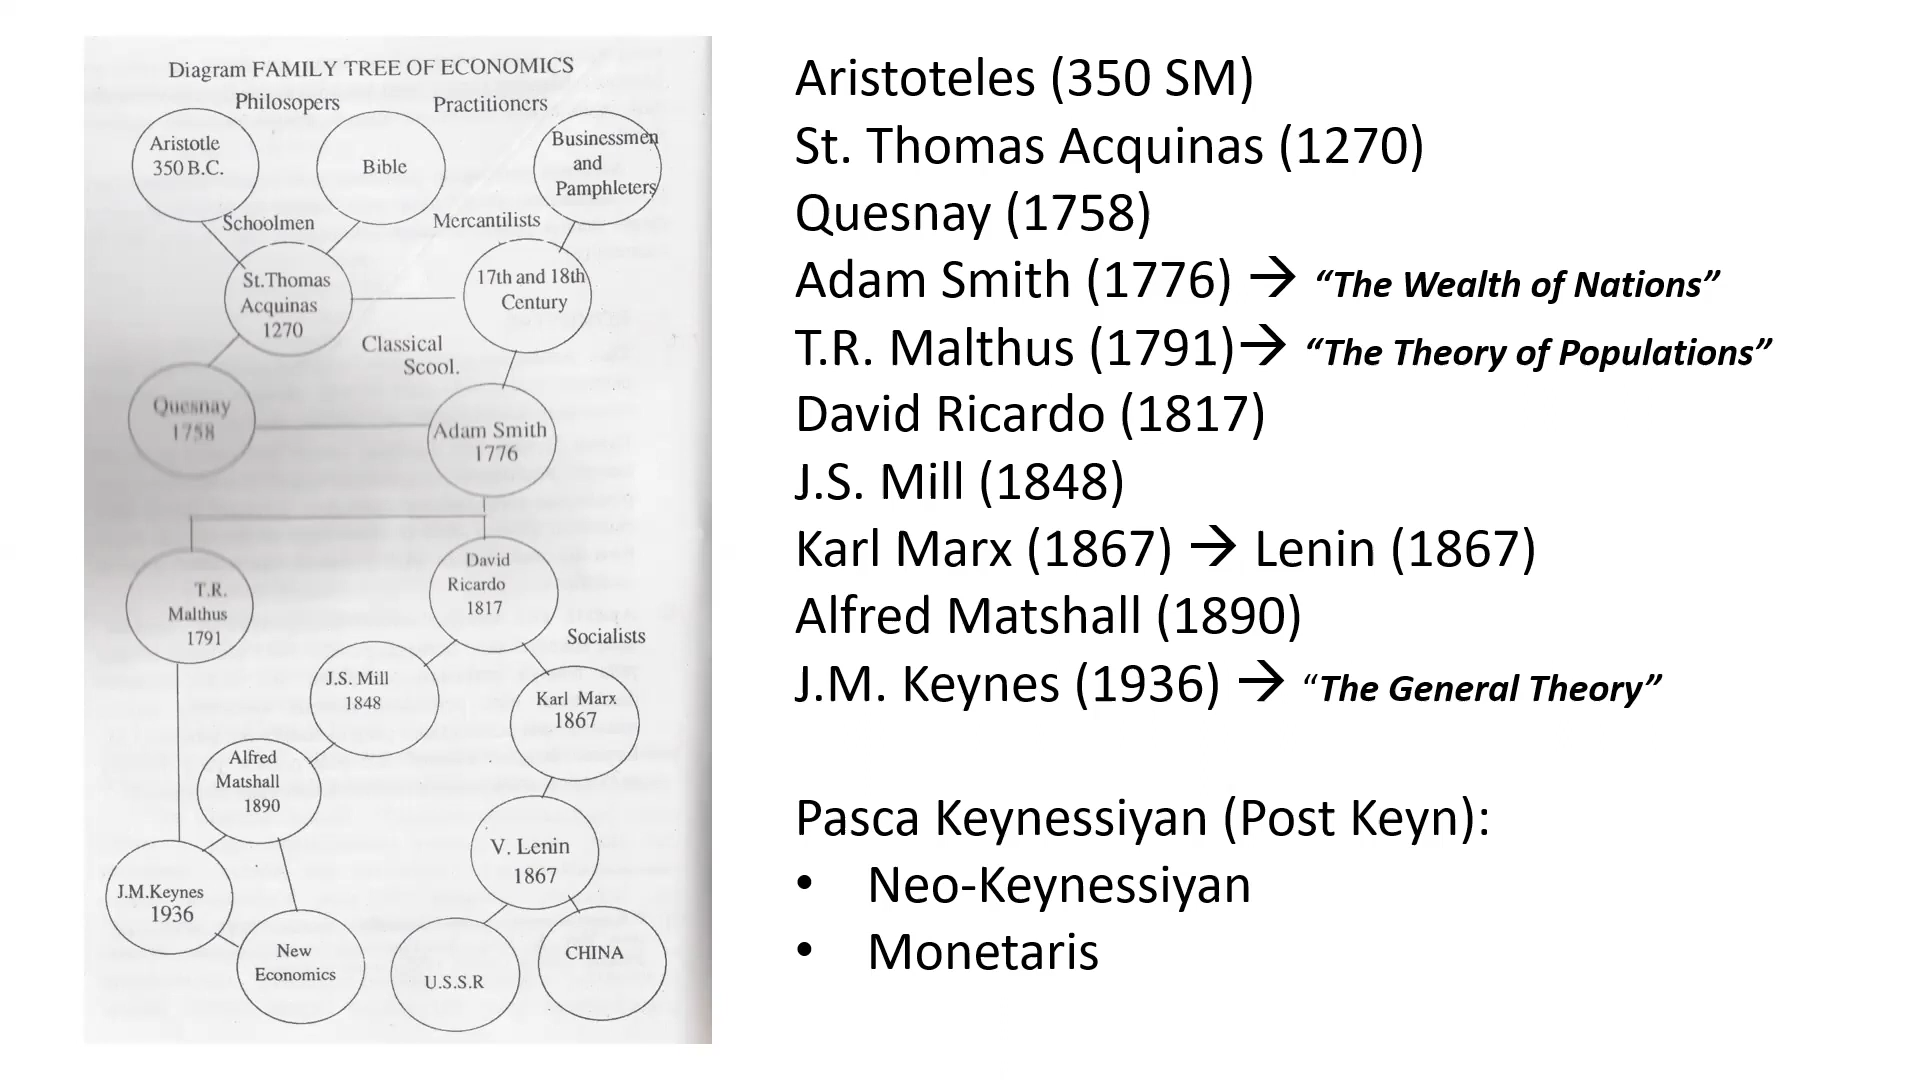 Diagram FAMILY TREE OF ECONOMICS
Philosopers
Practitioners
Aristotle
350 B.C.
Bible
Businessmen
and
Pamphleters
Schoolmen
Mercantilists
St.Thomas
Acquinas
1270
17th and 18th
Century
Classical
Scool.
Quesnay
1758
Adam Smith
1776
T.R.
Malthus
1791
David
Ricardo
1817
Socialists
J.S. Mill
1848
Karl Marx
1867
Alfred
Matshall
1890
V. Lenin
1867
J.M.Keynes
1936
New
Economics
U.S.S.R
CHINA
Aristoteles (350 SM)
St. Thomas Acquinas (1270)
Quesnay (1758)
Adam Smith (1776) → “The Wealth of Nations”
T.R. Malthus (1791)→ “The Theory of Populations”
David Ricardo (1817)
J.S. Mill (1848)
Karl Marx (1867) → Lenin (1867)
Alfred Matshall (1890)
J.M. Keynes (1936) → “The General Theory”
Pasca Keynessiyan (Post Keyn):
• Neo-Keynessiyan
• Monetaris